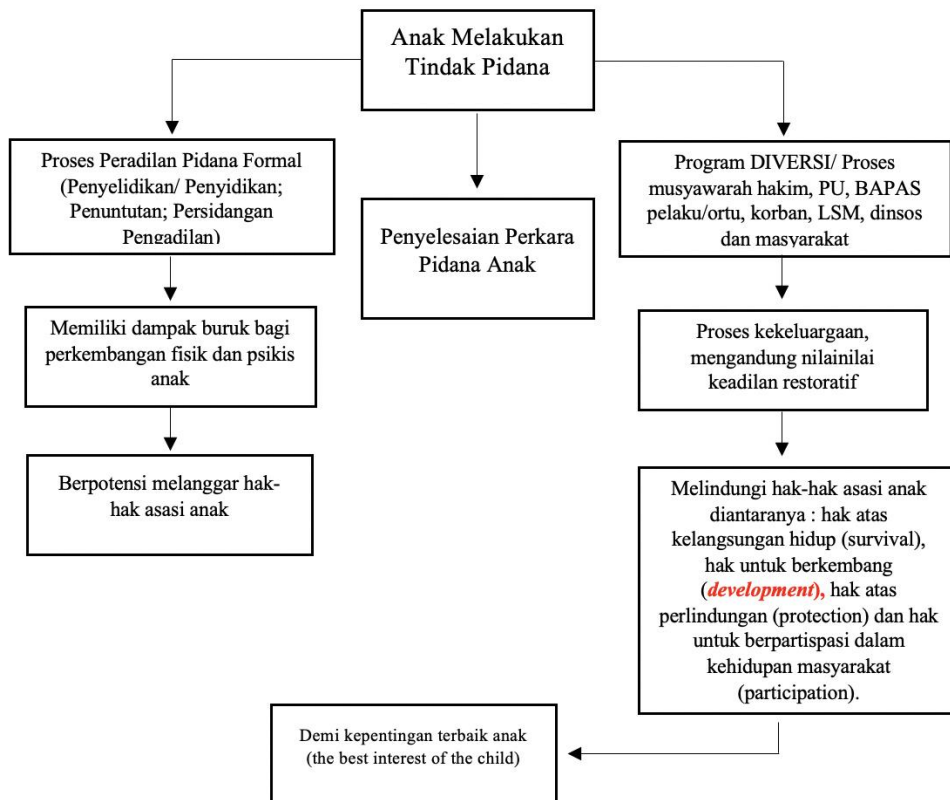 Anak Melakukan
Tindak Pidana
Proses Peradilan Pidana Formal
(Penyelidikan/ Penyidikan;
Penuntutan; Persidangan
Pengadilan)
Penyelesaian Perkara
Pidana Anak
Program DIVERSI/ Proses
musyawarah hakim, PU, BAPAS
pelaku/ortu, korban, LSM, dinsos
dan masyarakat
Memiliki dampak buruk bagi
perkembangan fisik dan psikis
anak
Proses kekeluargaan,
mengandung nilainilai
keadilan restoratif
Berpotensi melanggar hak-
hak asasi anak
Melindungi hak-hak asasi anak
diantaranya : hak atas
kelangsungan hidup (survival),
hak untuk berkembang
(development), hak atas
perlindungan (protection) dan hak
untuk berpartispasi dalam
kehidupan masyarakat
(participation).
Demi kepentingan terbaik anak
(the best interest of the child)